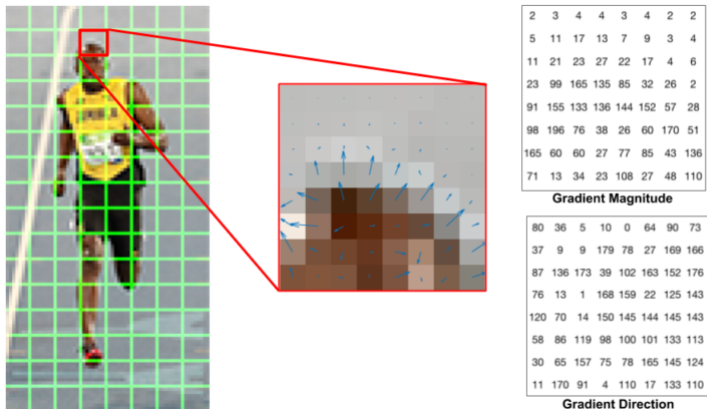 2 3 4 4 3 4 2 2
5 11 17 13 7 9 3 4
11 21 23 27 22 17 4 6
23 99 165 135 85 32 26 2
91 155 133 136 144 152 57 28
98 196 76 38 26 60 170 51
165 60 60 27 77 85 43 136
71 13 34 23 108 27 48 110
Gradient Magnitude
80 36 5 10 0 64 90 73
37 9 9 179 78 27 169 166
87 136 173 39 102 163 152 176
76 13 1 168 159 22 125 143
120 70 14 150 145 144 145 143
58 86 119 98 100 101 133 113
30 65 157 75 78 165 145 124
11 170 91 4 110 17 133 110
Gradient Direction